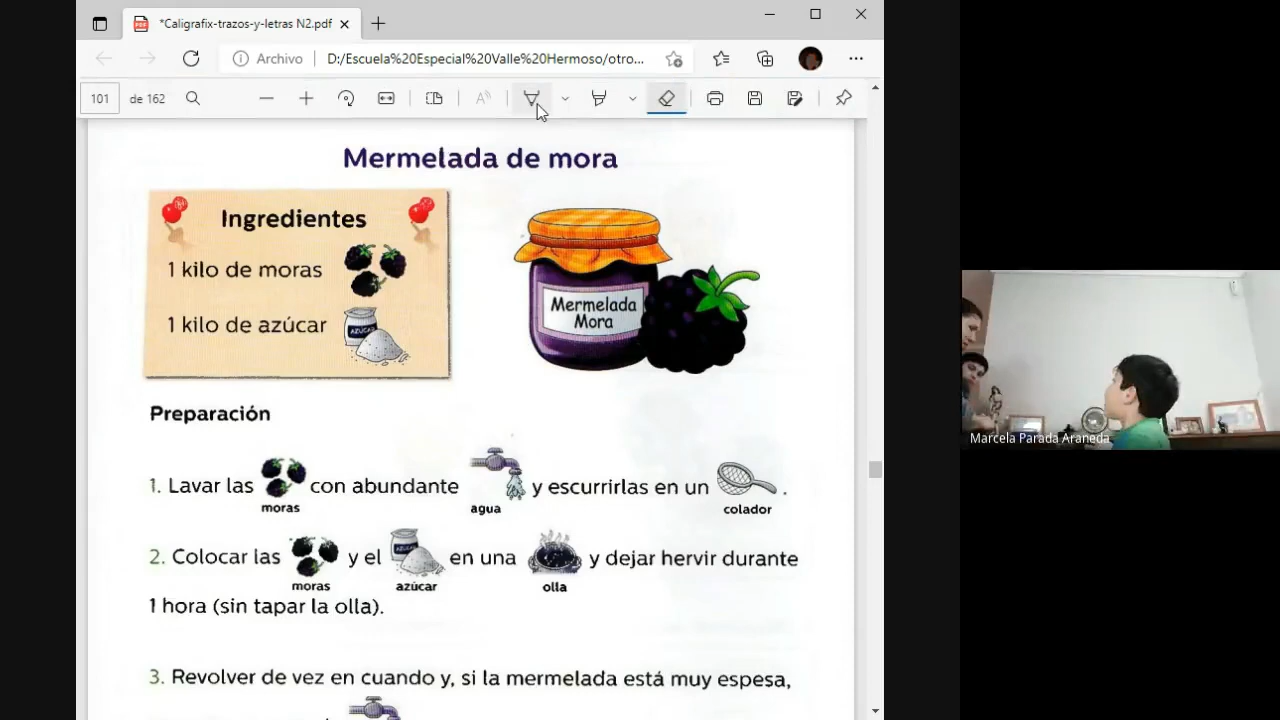 *Caligrafix-trazos-y-letras N2.pdf
Archivo
D:/Escuela%20Especial%20Valle%20Hermoso/otro...
101
de 162
Mermelada de mora
Ingredientes
1 kilo de moras
1 kilo de azúcar
AZÚCAR
Mermelada
Mora
Preparación
1. Lavar las con abundante y escurrirlas en un .
moras agua colador
2. Colocar las y el en una y dejar hervir durante
moras azúcar olla
1 hora (sin tapar la olla).
3. Revolver de vez en cuando y, si la mermelada está muy espesa,
Marcela Parada Araneda